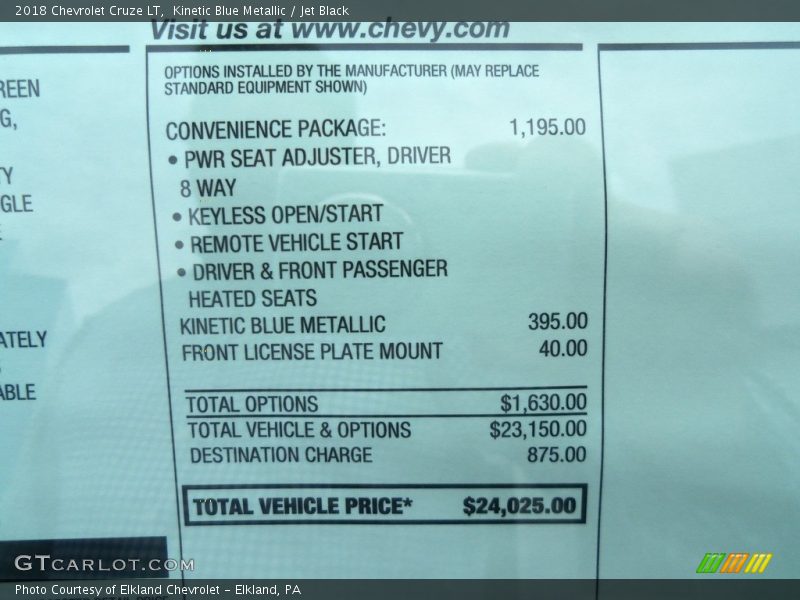 2018 Chevrolet Cruze LT, Kinetic Blue Metallic / Jet Black
Visit us at www.chevy.com
REEN
G,
TY
GLE
ATELY
ABLE
OPTIONS INSTALLED BY THE MANUFACTURER (MAY REPLACE
STANDARD EQUIPMENT SHOWN)
CONVENIENCE PACKAGE: 1,195.00
• PWR SEAT ADJUSTER, DRIVER
8 WAY
• KEYLESS OPEN/START
• REMOTE VEHICLE START
• DRIVER & FRONT PASSENGER
HEATED SEATS
KINETIC BLUE METALLIC 395.00
FRONT LICENSE PLATE MOUNT 40.00
TOTAL OPTIONS $1,630.00
TOTAL VEHICLE & OPTIONS $23,150.00
DESTINATION CHARGE 875.00
TOTAL VEHICLE PRICE* $24,025.00
GTCARLOT.COM
Photo Courtesy of Elkland Chevrolet - Elkland, PA